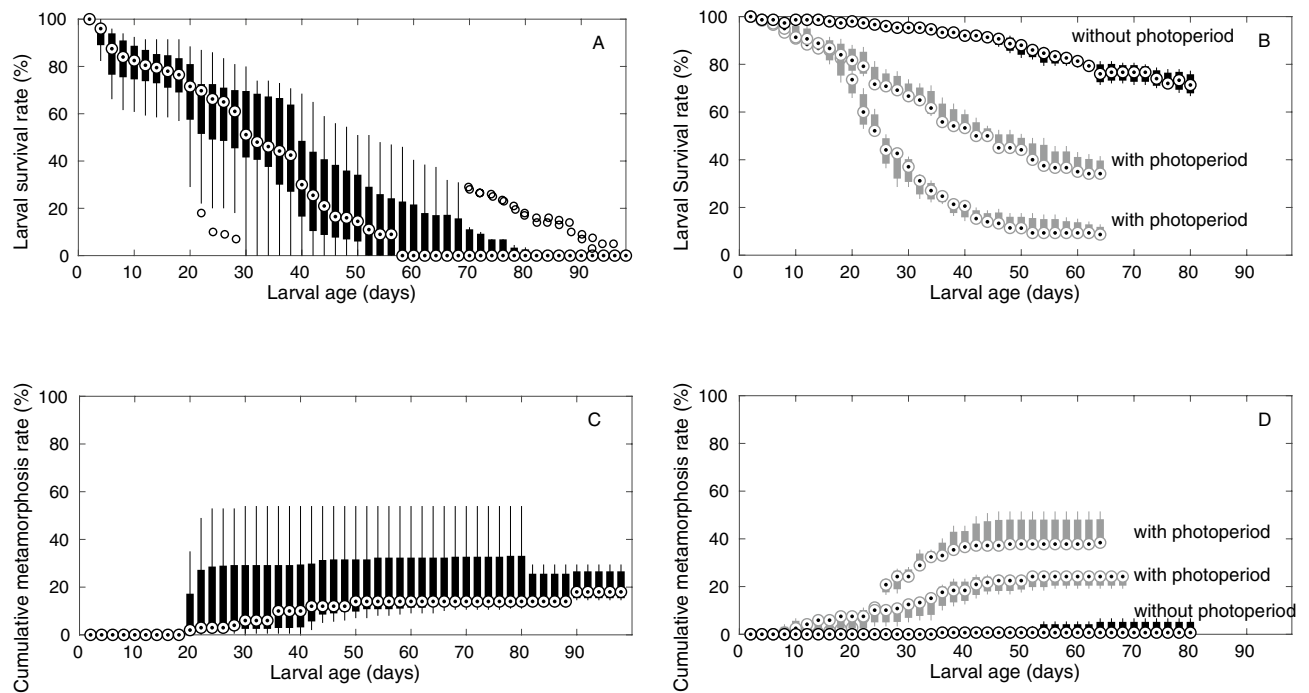 A
Larval survival rate (%)
100
80
60
40
20
0
0 10 20 30 40 50 60 70 80 90
Larval age (days)
B
Larval Survival rate (%)
100
80
60
40
20
0
without photoperiod
with photoperiod
with photoperiod
0 10 20 30 40 50 60 70 80 90
Larval age (days)
C
Cumulative metamorphosis rate (%)
100
80
60
40
20
0
0 10 20 30 40 50 60 70 80 90
Larval age (days)
D
Cumulative metamorphosis rate (%)
100
80
60
40
20
0
with photoperiod
with photoperiod
without photoperiod
0 10 20 30 40 50 60 70 80 90
Larval age (days)